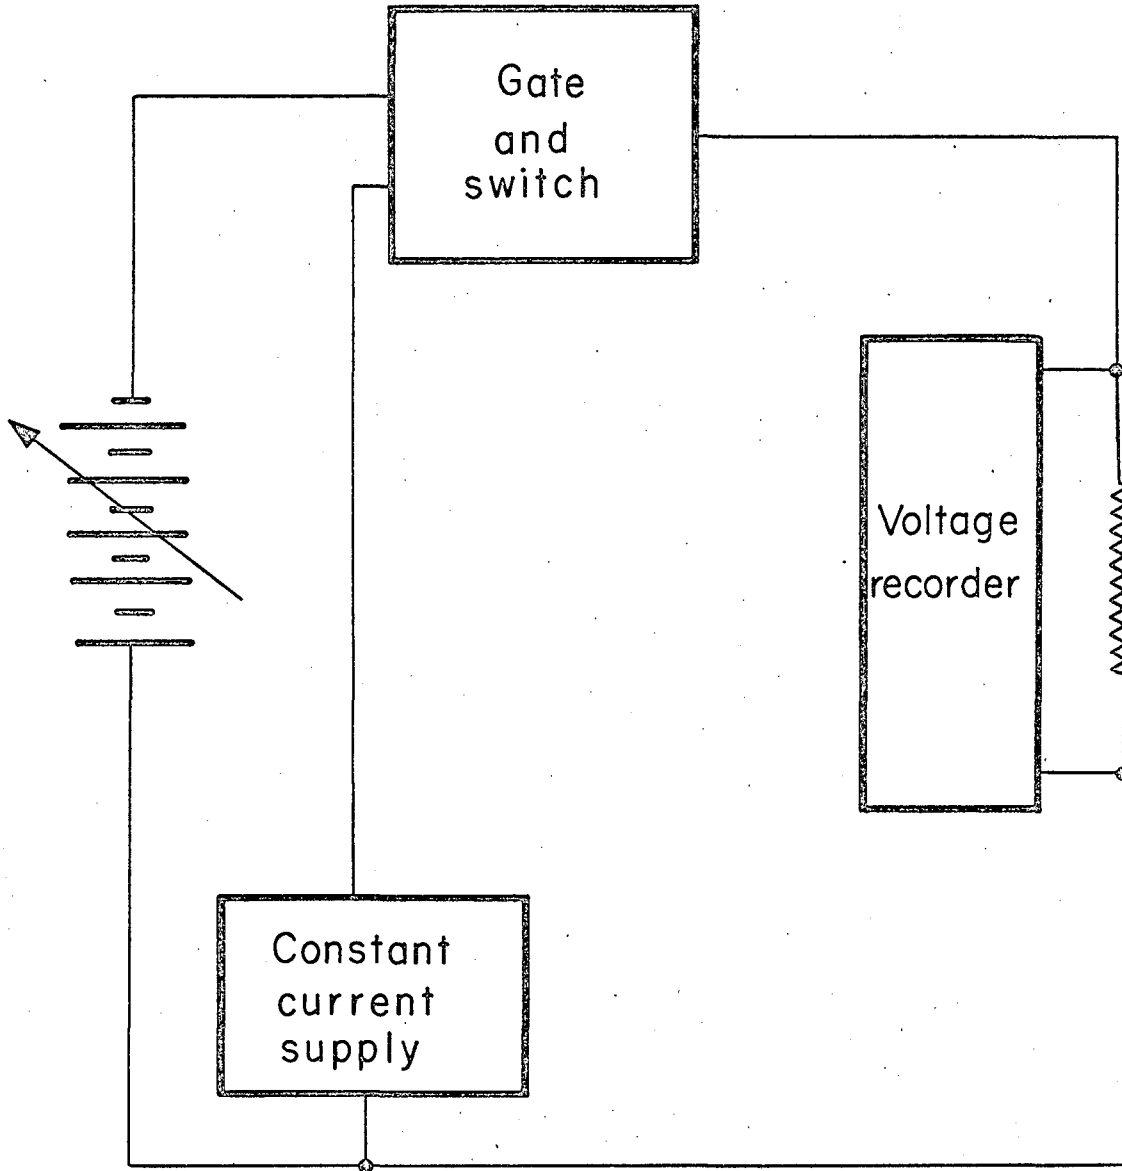 Gate
and
switch
Voltage
recorder
Constant
current
supply